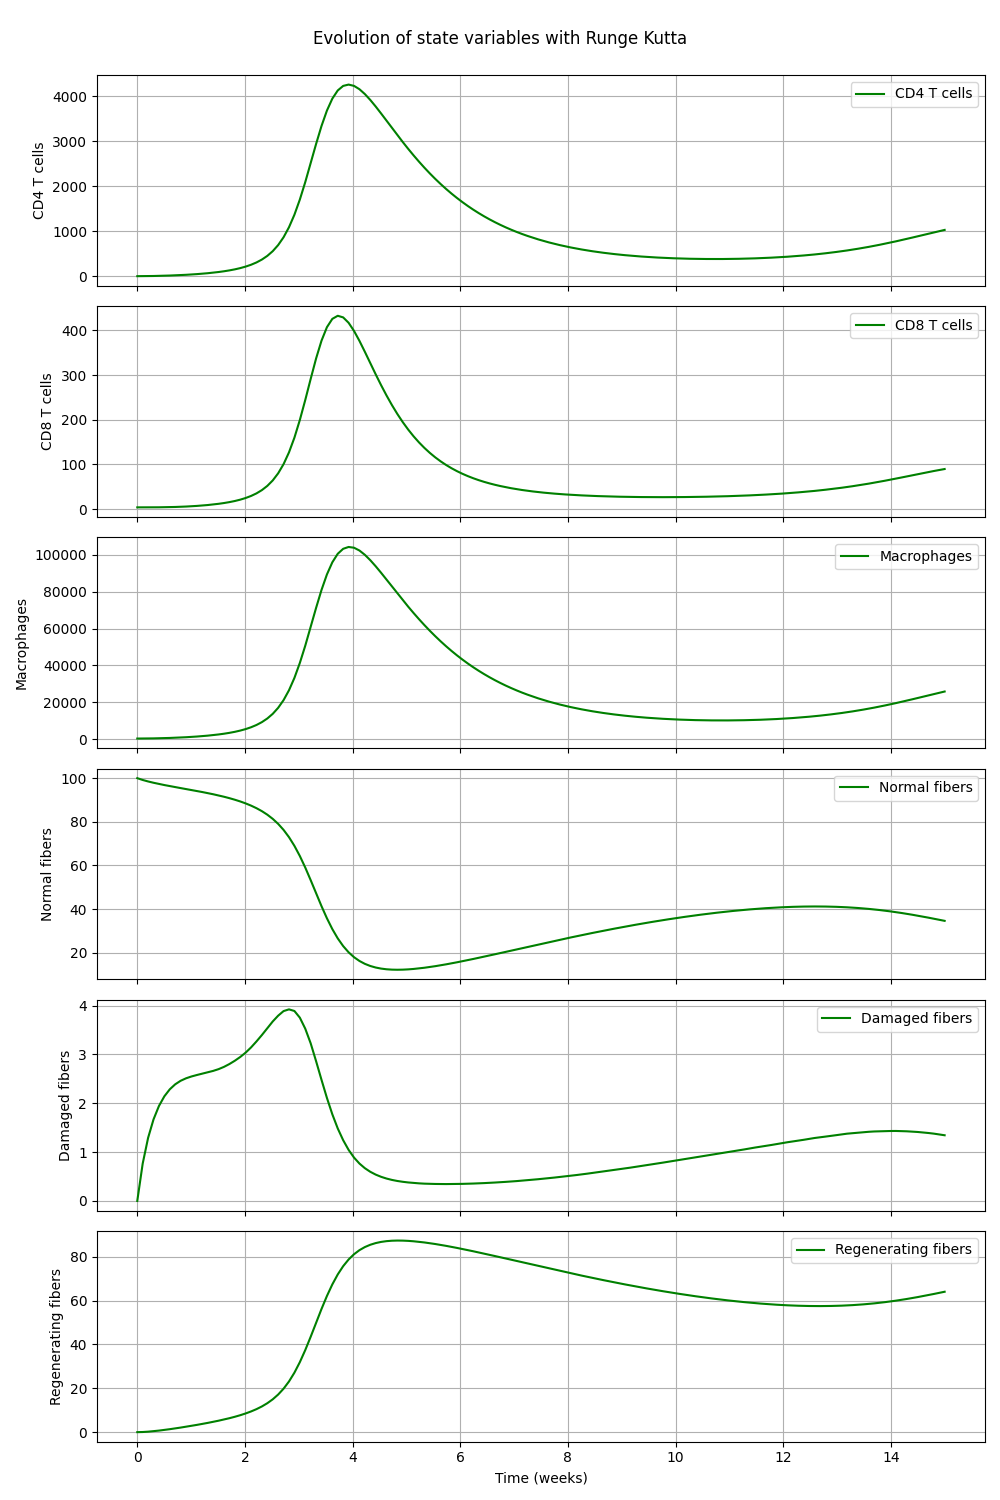 Evolution of state variables with Runge Kutta
CD4 T cells
CD4 T cells
4000
3000
2000
1000
0
CD8 T cells
CD8 T cells
400
300
200
100
0
Macrophages
Macrophages
100000
80000
60000
40000
20000
0
Normal fibers
Normal fibers
100
80
60
40
20
Damaged fibers
Damaged fibers
4
3
2
1
0
Regenerating fibers
Regenerating fibers
80
60
40
20
0
0 2 4 6 8 10 12 14
Time (weeks)